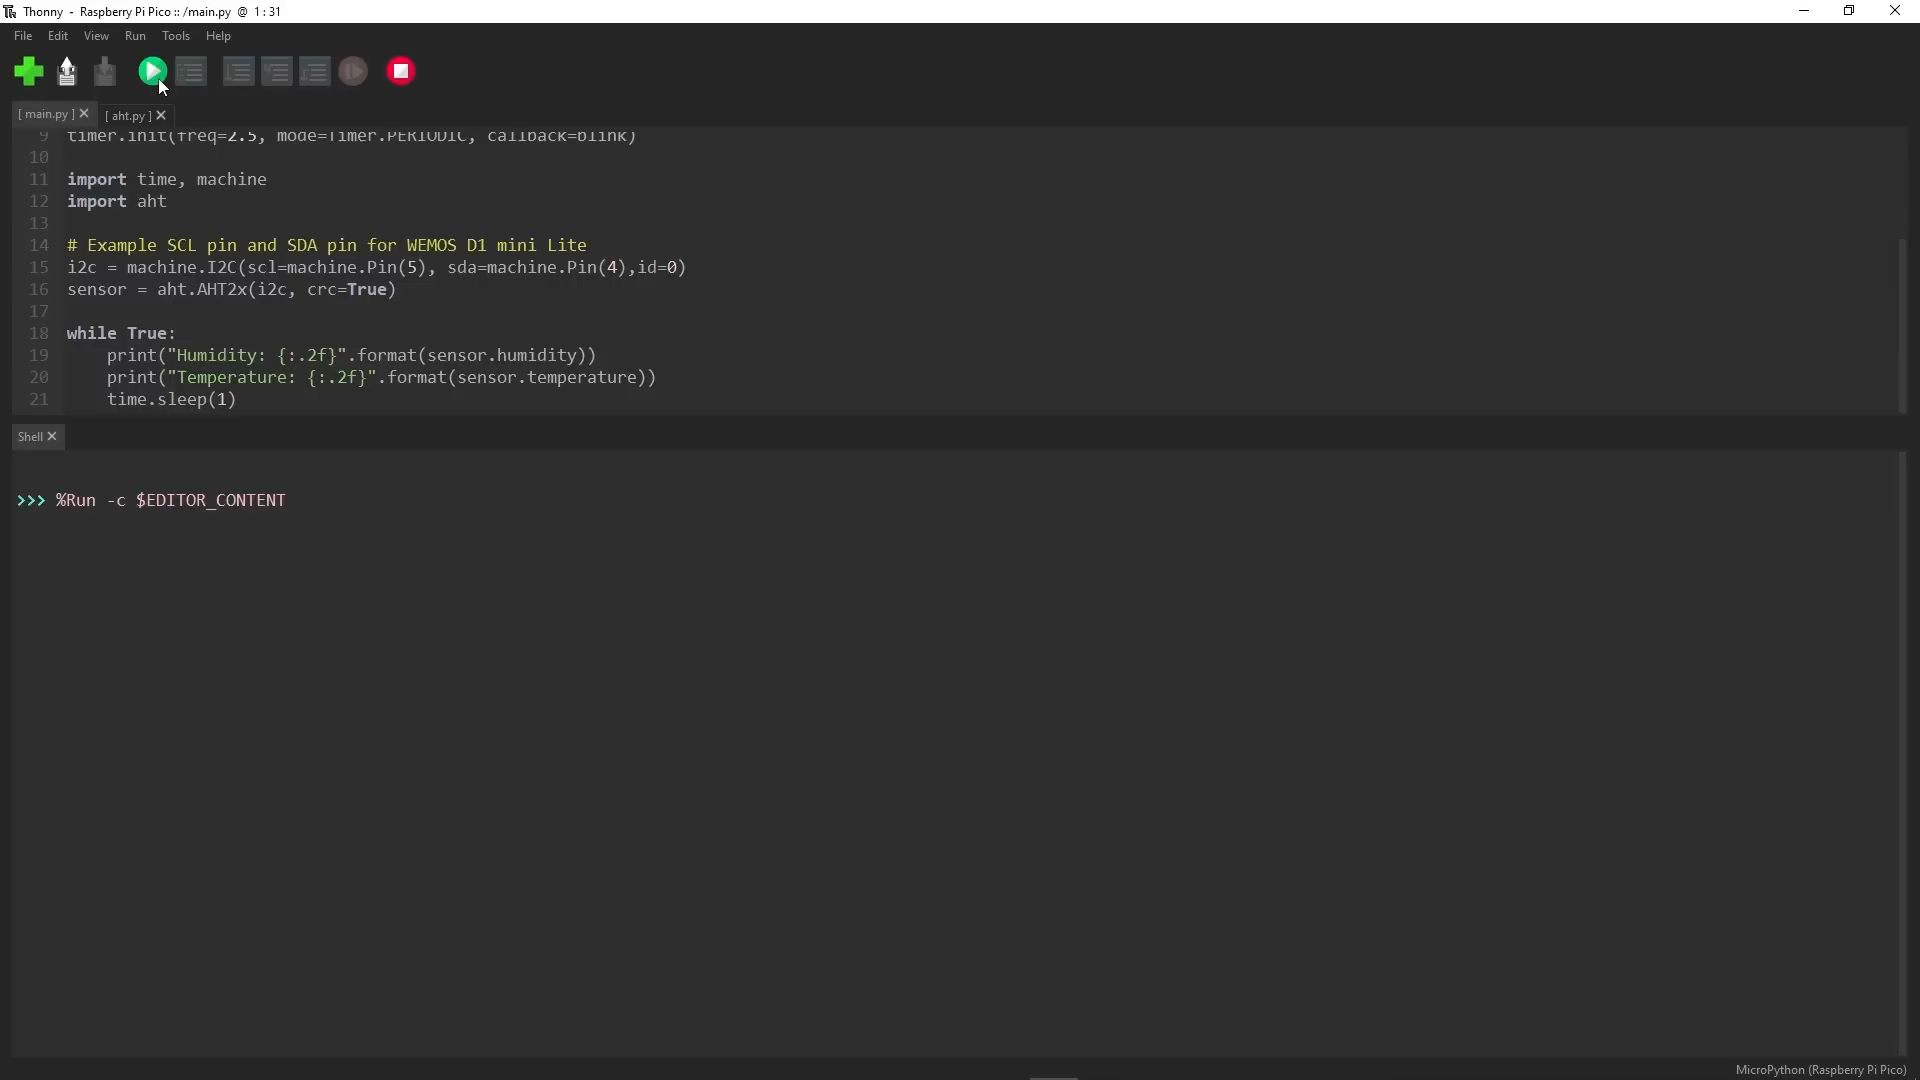 Thonny - Raspberry Pi Pico :: /main.py @ 1 : 31
File Edit View Run Tools Help
[ main.py ] [ aht.py ]
9 timer.init(freq=2.5, mode=Timer.PERIODIC, callback=blink)
10
11 import time, machine
12 import aht
13
14 # Example SCL pin and SDA pin for WEMOS D1 mini Lite
15 i2c = machine.I2C(scl=machine.Pin(5), sda=machine.Pin(4),id=0)
16 sensor = aht.AHT2x(i2c, crc=True)
17
18 while True:
19 print("Humidity: {:.2f}".format(sensor.humidity))
20 print("Temperature: {:.2f}".format(sensor.temperature))
21 time.sleep(1)
Shell
>>> %Run -c $EDITOR_CONTENT
MicroPython (Raspberry Pi Pico)